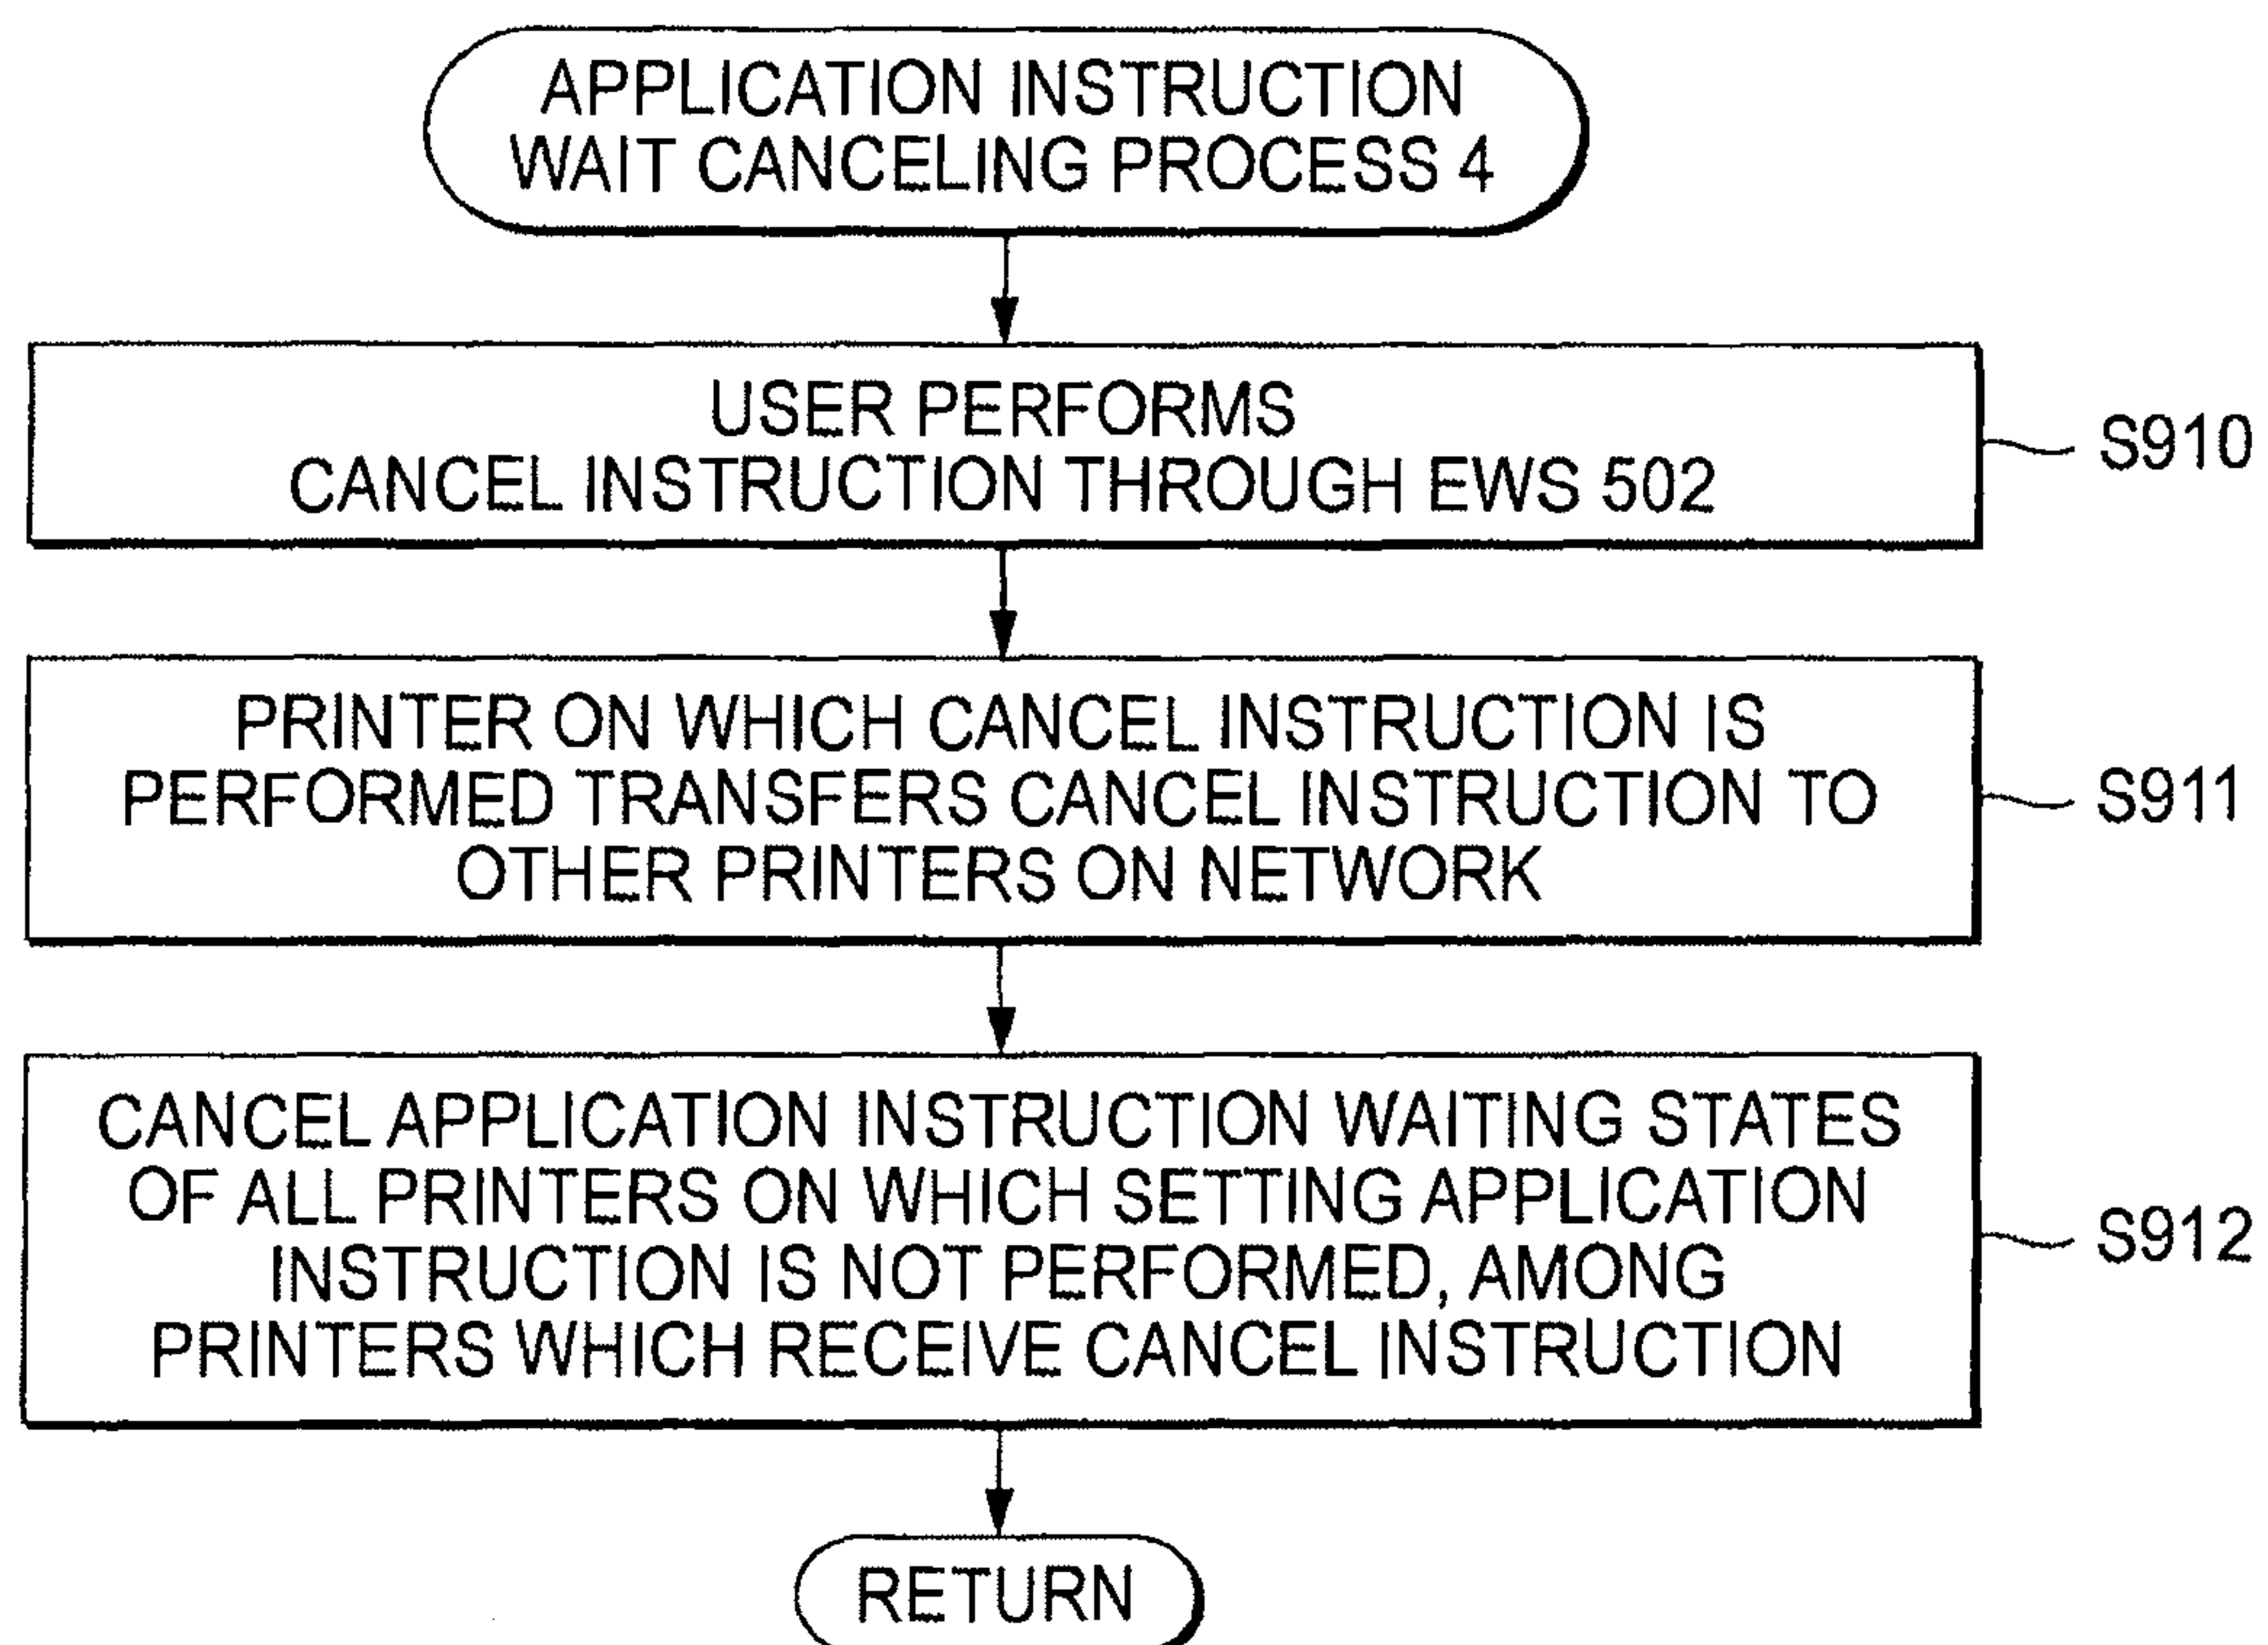 APPLICATION INSTRUCTION
WAIT CANCELING PROCESS 4
USER PERFORMS
CANCEL INSTRUCTION THROUGH EWS 502
S910
PRINTER ON WHICH CANCEL INSTRUCTION IS
PERFORMED TRANSFERS CANCEL INSTRUCTION TO
OTHER PRINTERS ON NETWORK
S911
CANCEL APPLICATION INSTRUCTION WAITING STATES
OF ALL PRINTERS ON WHICH SETTING APPLICATION
INSTRUCTION IS NOT PERFORMED, AMONG
PRINTERS WHICH RECEIVE CANCEL INSTRUCTION
S912
RETURN